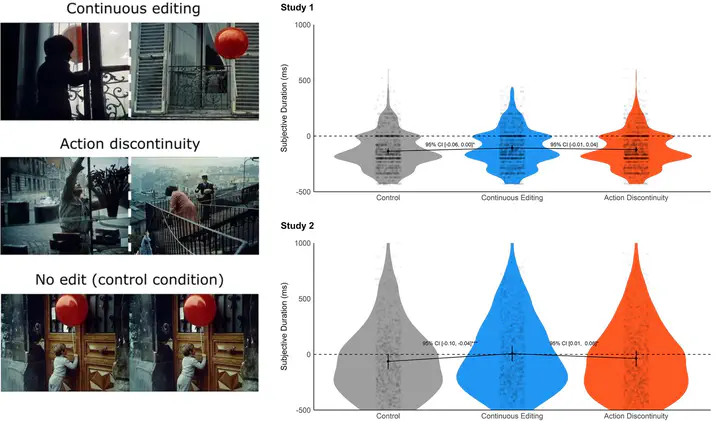 Continuous editing
Action discontinuity
No edit (control condition)
Study 1
Subjective Duration (ms)
1000
500
0
-500
95% CI [-0.06, 0.00]*
95% CI [-0.01, 0.04]
Control
Continuous Editing
Action Discontinuity
Study 2
Subjective Duration (ms)
1000
500
0
-500
95% CI [-0.10, -0.04]***
95% CI [0.01, 0.08]*
Control
Continuous Editing
Action Discontinuity